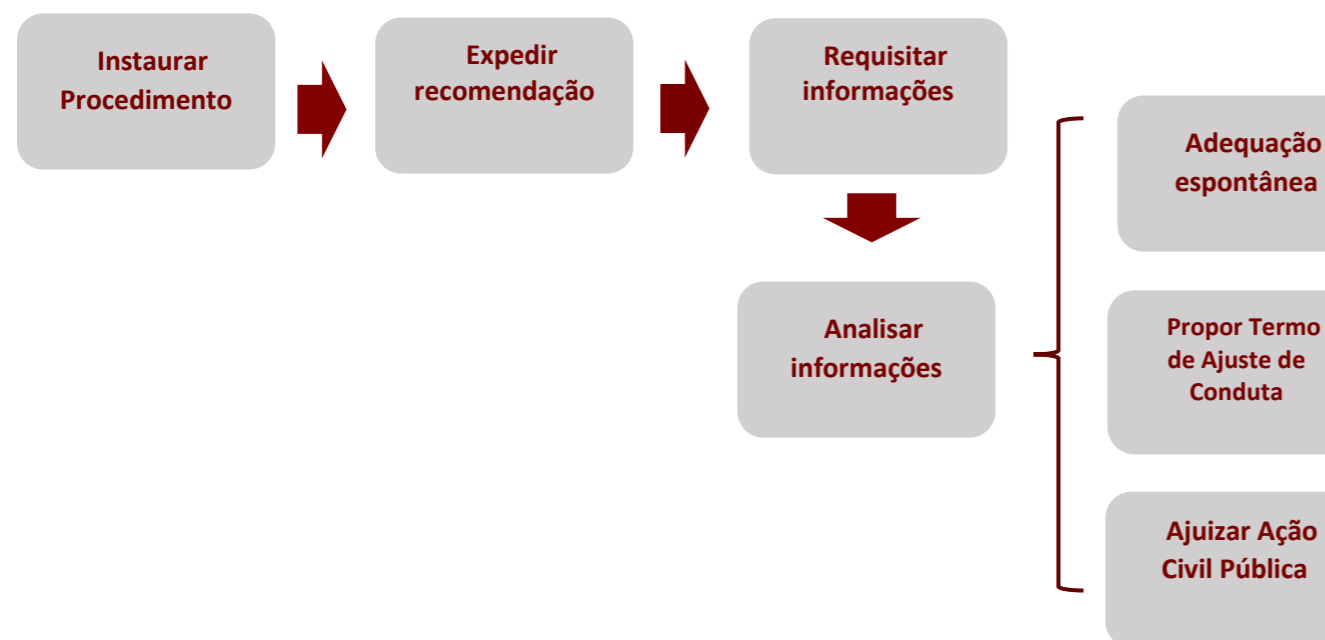 Instaurar
Procedimento
Expedir
recomendação
Requisitar
informações
Analisar
informações
Adequação
espontânea
Propor Termo
de Ajuste de
Conduta
Ajuizar Ação
Civil Pública